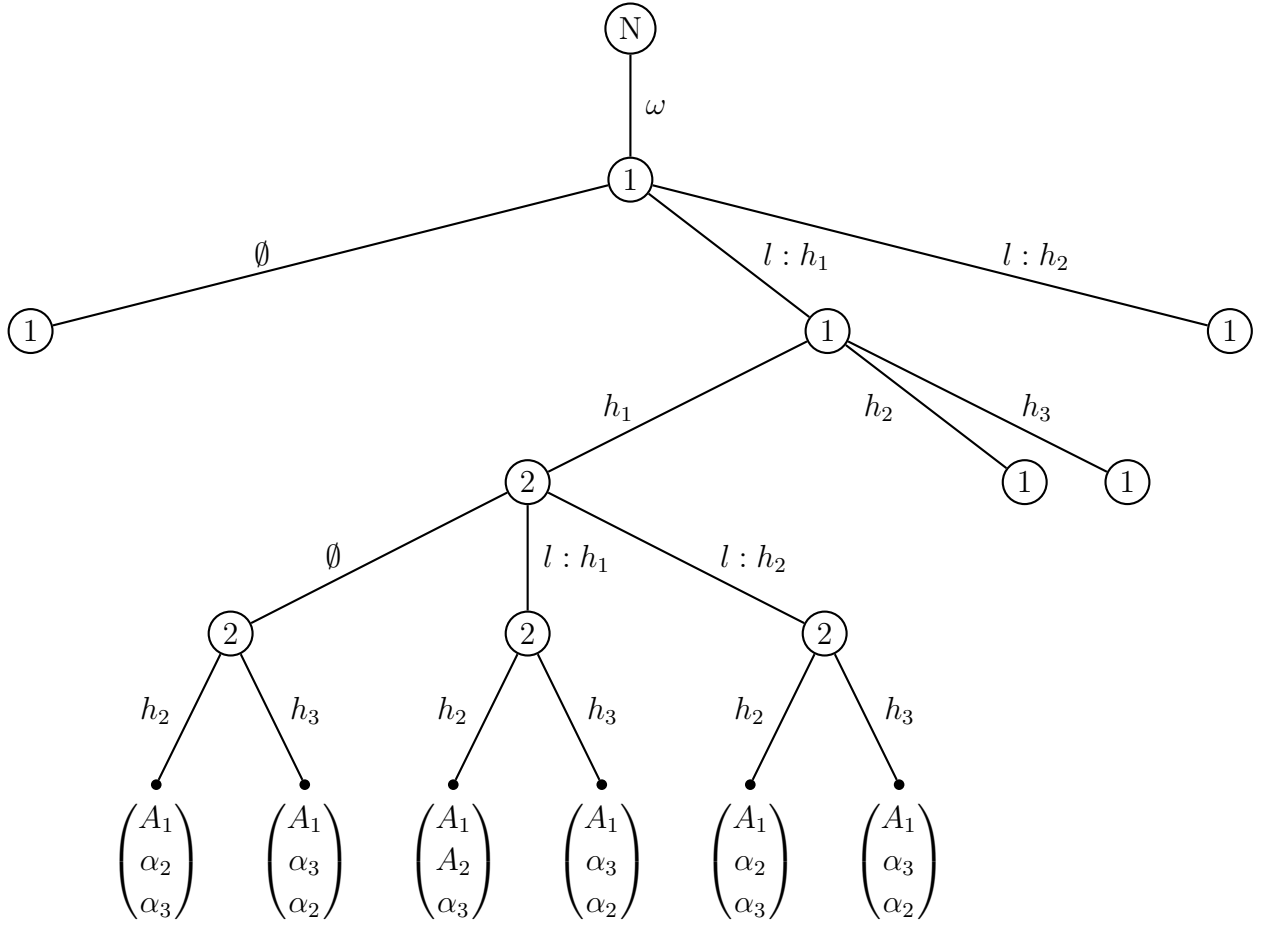 N
ω
1
∅ l : h₁ l : h₂
1 1 1
h₁ h₂ h₃
2 1 1
∅ l : h₁ l : h₂
2 2 2
h₂ h₃ h₂ h₃ h₂ h₃
A₁ A₁ A₁ A₁ A₁ A₁
α₂ α₃ A₂ α₃ α₂ α₃
α₃ α₂ α₃ α₂ α₃ α₂